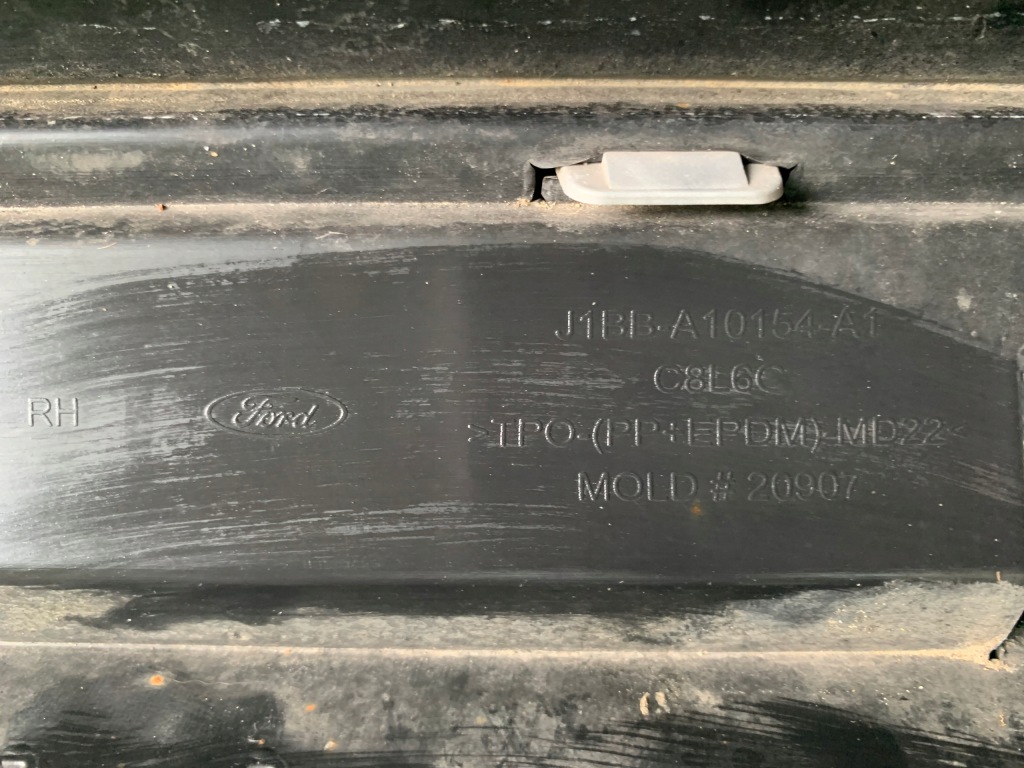 J1BB-A10154-A1
C8L6C
RH
Ford
>TPO-(PP+EPDM)-MD22<
MOLD # 20907